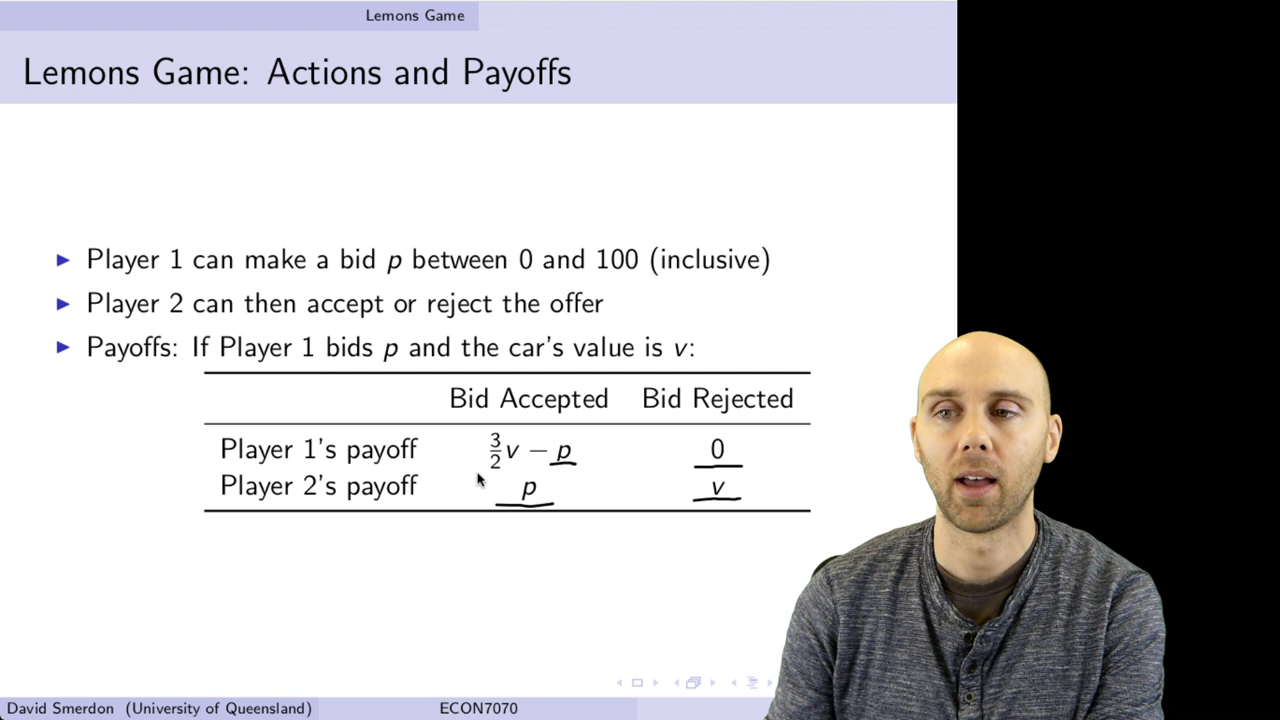 Lemons Game
Lemons Game: Actions and Payoffs
▶ Player 1 can make a bid p between 0 and 100 (inclusive)
▶ Player 2 can then accept or reject the offer
▶ Payoffs: If Player 1 bids p and the car's value is v:
Bid Accepted Bid Rejected
Player 1's payoff 3/2 v − p 0
Player 2's payoff p v
David Smerdon (University of Queensland) ECON7070